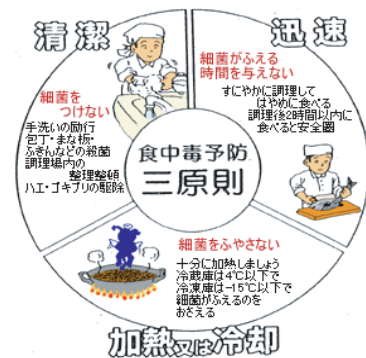 清潔
細菌を
つけない
手洗いの励行
包丁・まな板・
ふきんなどの殺菌
調理場内の
整理整頓
ハエ・ゴキブリの駆除
迅速
細菌がふえる
時間を与えない
すにやかに調理して
はやめに食べる
調理後2時間以内に
食べると安全圏
食中毒予防
三原則
細菌をふやさない
十分に加熱しましょう
冷蔵庫は4℃以下で
冷凍庫は-15℃以下で
細菌がふえるのを
おさえる
加熱又は冷却